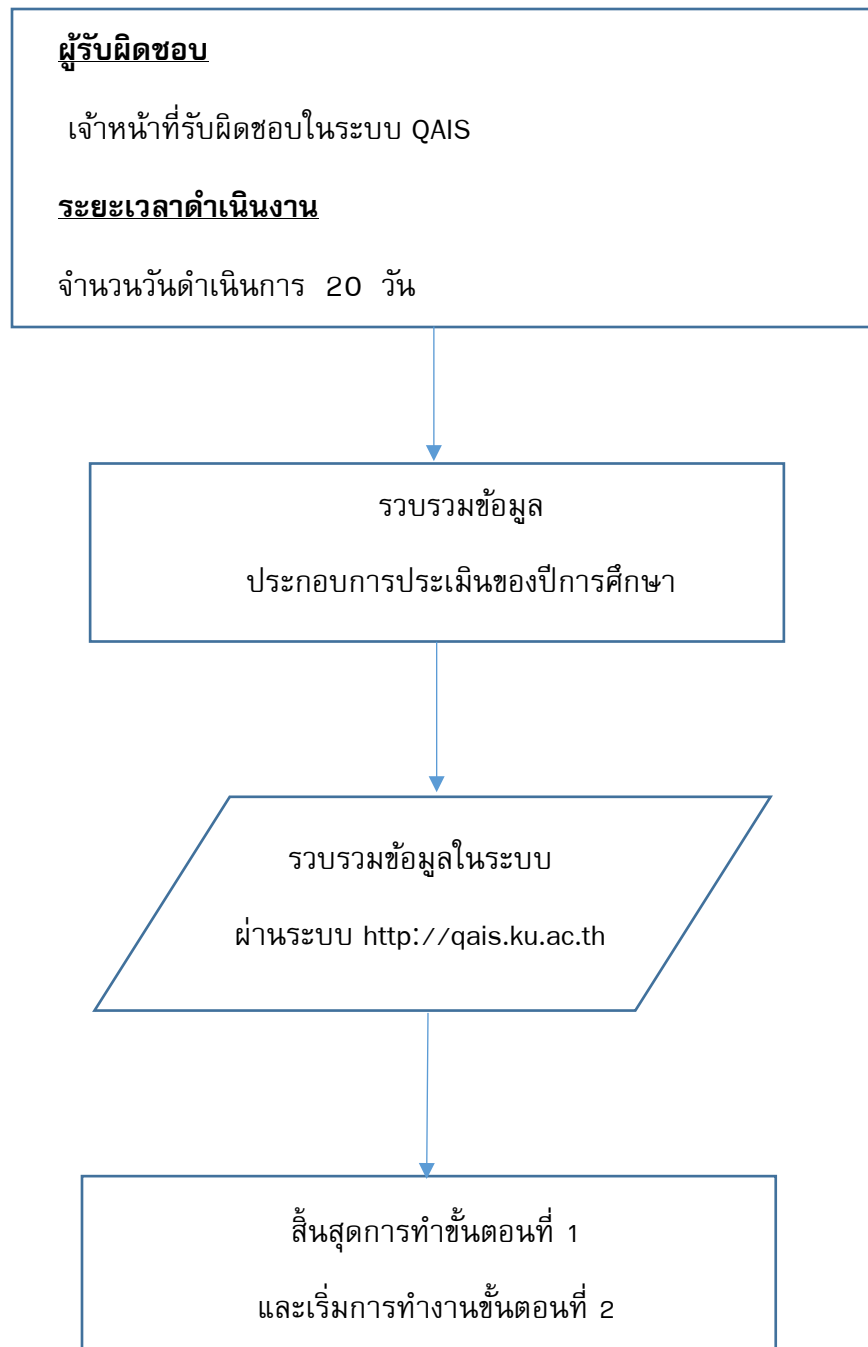 ผู้รับผิดชอบ
เจ้าหน้าที่รับผิดชอบในระบบ QAIS
ระยะเวลาดำเนินงาน
จำนวนวันดำเนินการ 20 วัน
รวบรวมข้อมูล
ประกอบการประเมินของปีการศึกษา
รวบรวมข้อมูลในระบบ
ผ่านระบบ http://qais.ku.ac.th
สิ้นสุดการทำขั้นตอนที่ 1
และเริ่มการทำงานขั้นตอนที่ 2